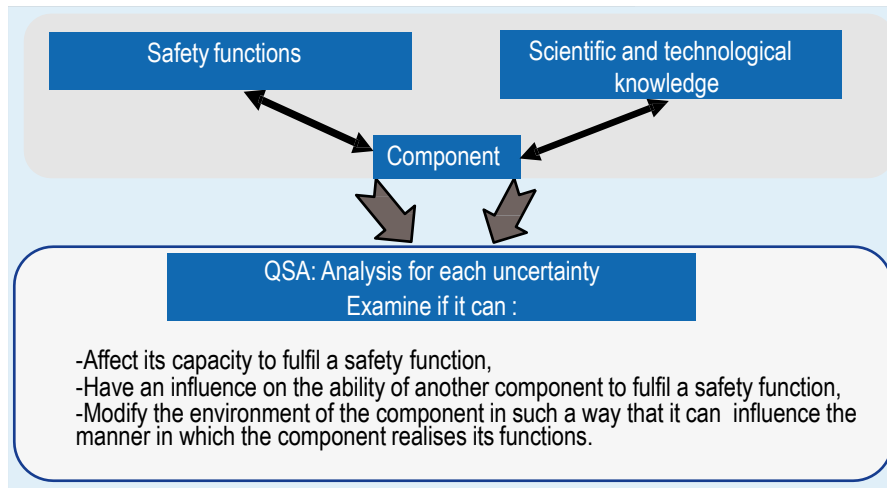 Safety functions
Scientific and technological
knowledge
Component
QSA: Analysis for each uncertainty
Examine if it can :
-Affect its capacity to fulfil a safety function,
-Have an influence on the ability of another component to fulfil a safety function,
-Modify the environment of the component in such a way that it can influence the
manner in which the component realises its functions.